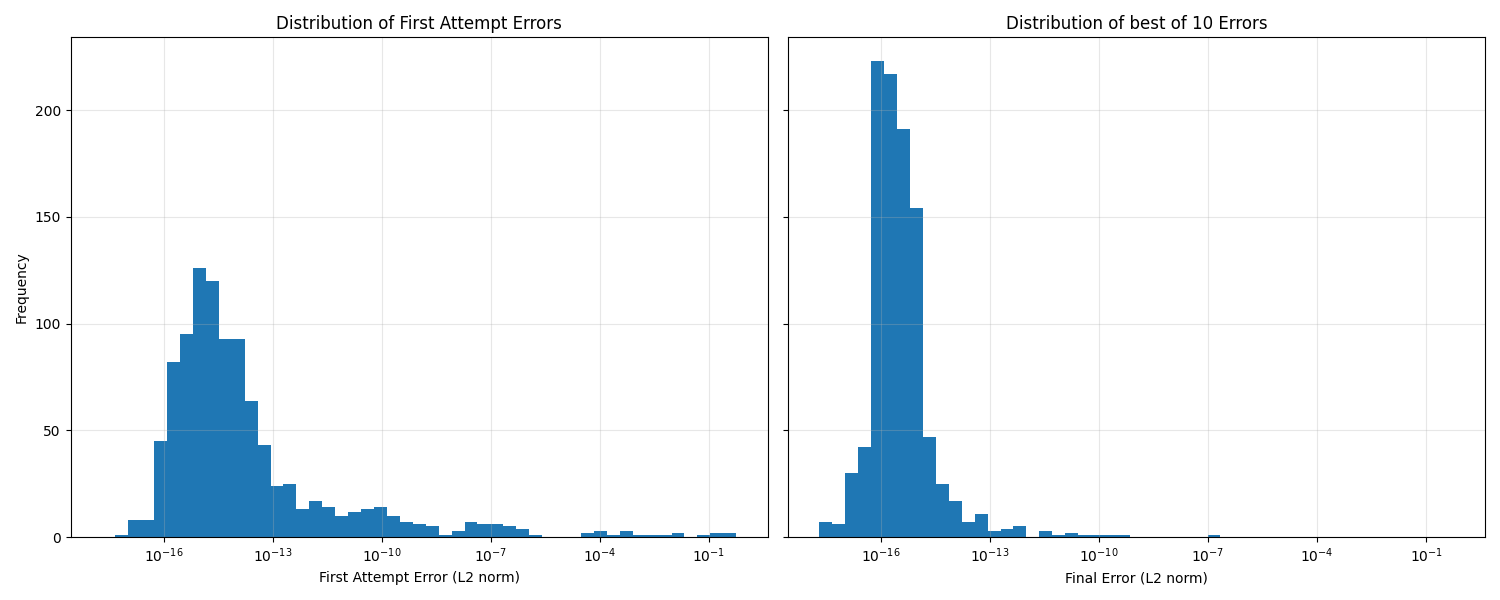 Distribution of First Attempt Errors
Frequency
200
150
100
50
0
10⁻¹⁶ 10⁻¹³ 10⁻¹⁰ 10⁻⁷ 10⁻⁴ 10⁻¹
First Attempt Error (L2 norm)
Distribution of best of 10 Errors
10⁻¹⁶ 10⁻¹³ 10⁻¹⁰ 10⁻⁷ 10⁻⁴ 10⁻¹
Final Error (L2 norm)